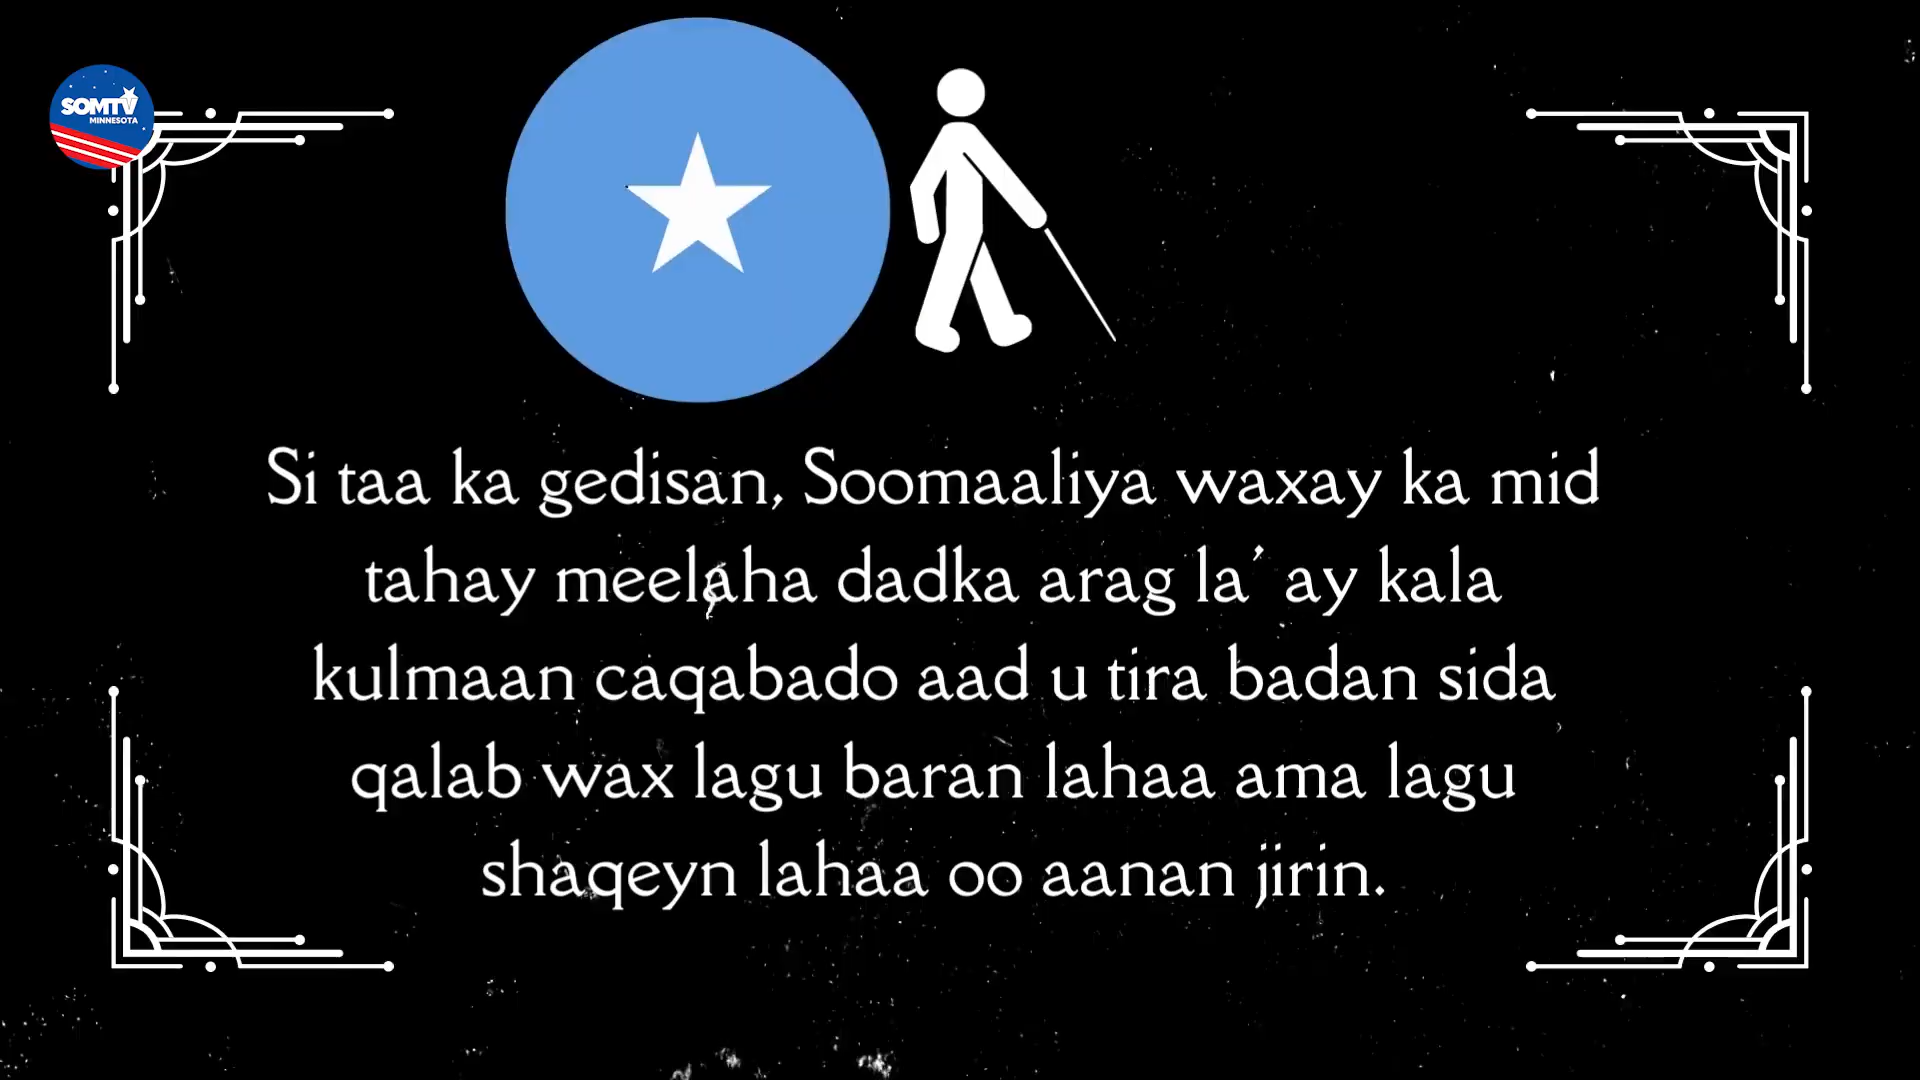 SOMTV
MINNESOTA
Si taa ka gedisan, Soomaaliya waxay ka mid
tahay meelaha dadka arag la' ay kala
kulmaan caqabado aad u tira badan sida
qalab wax lagu baran lahaa ama lagu
shaqeyn lahaa oo aanan jirin.